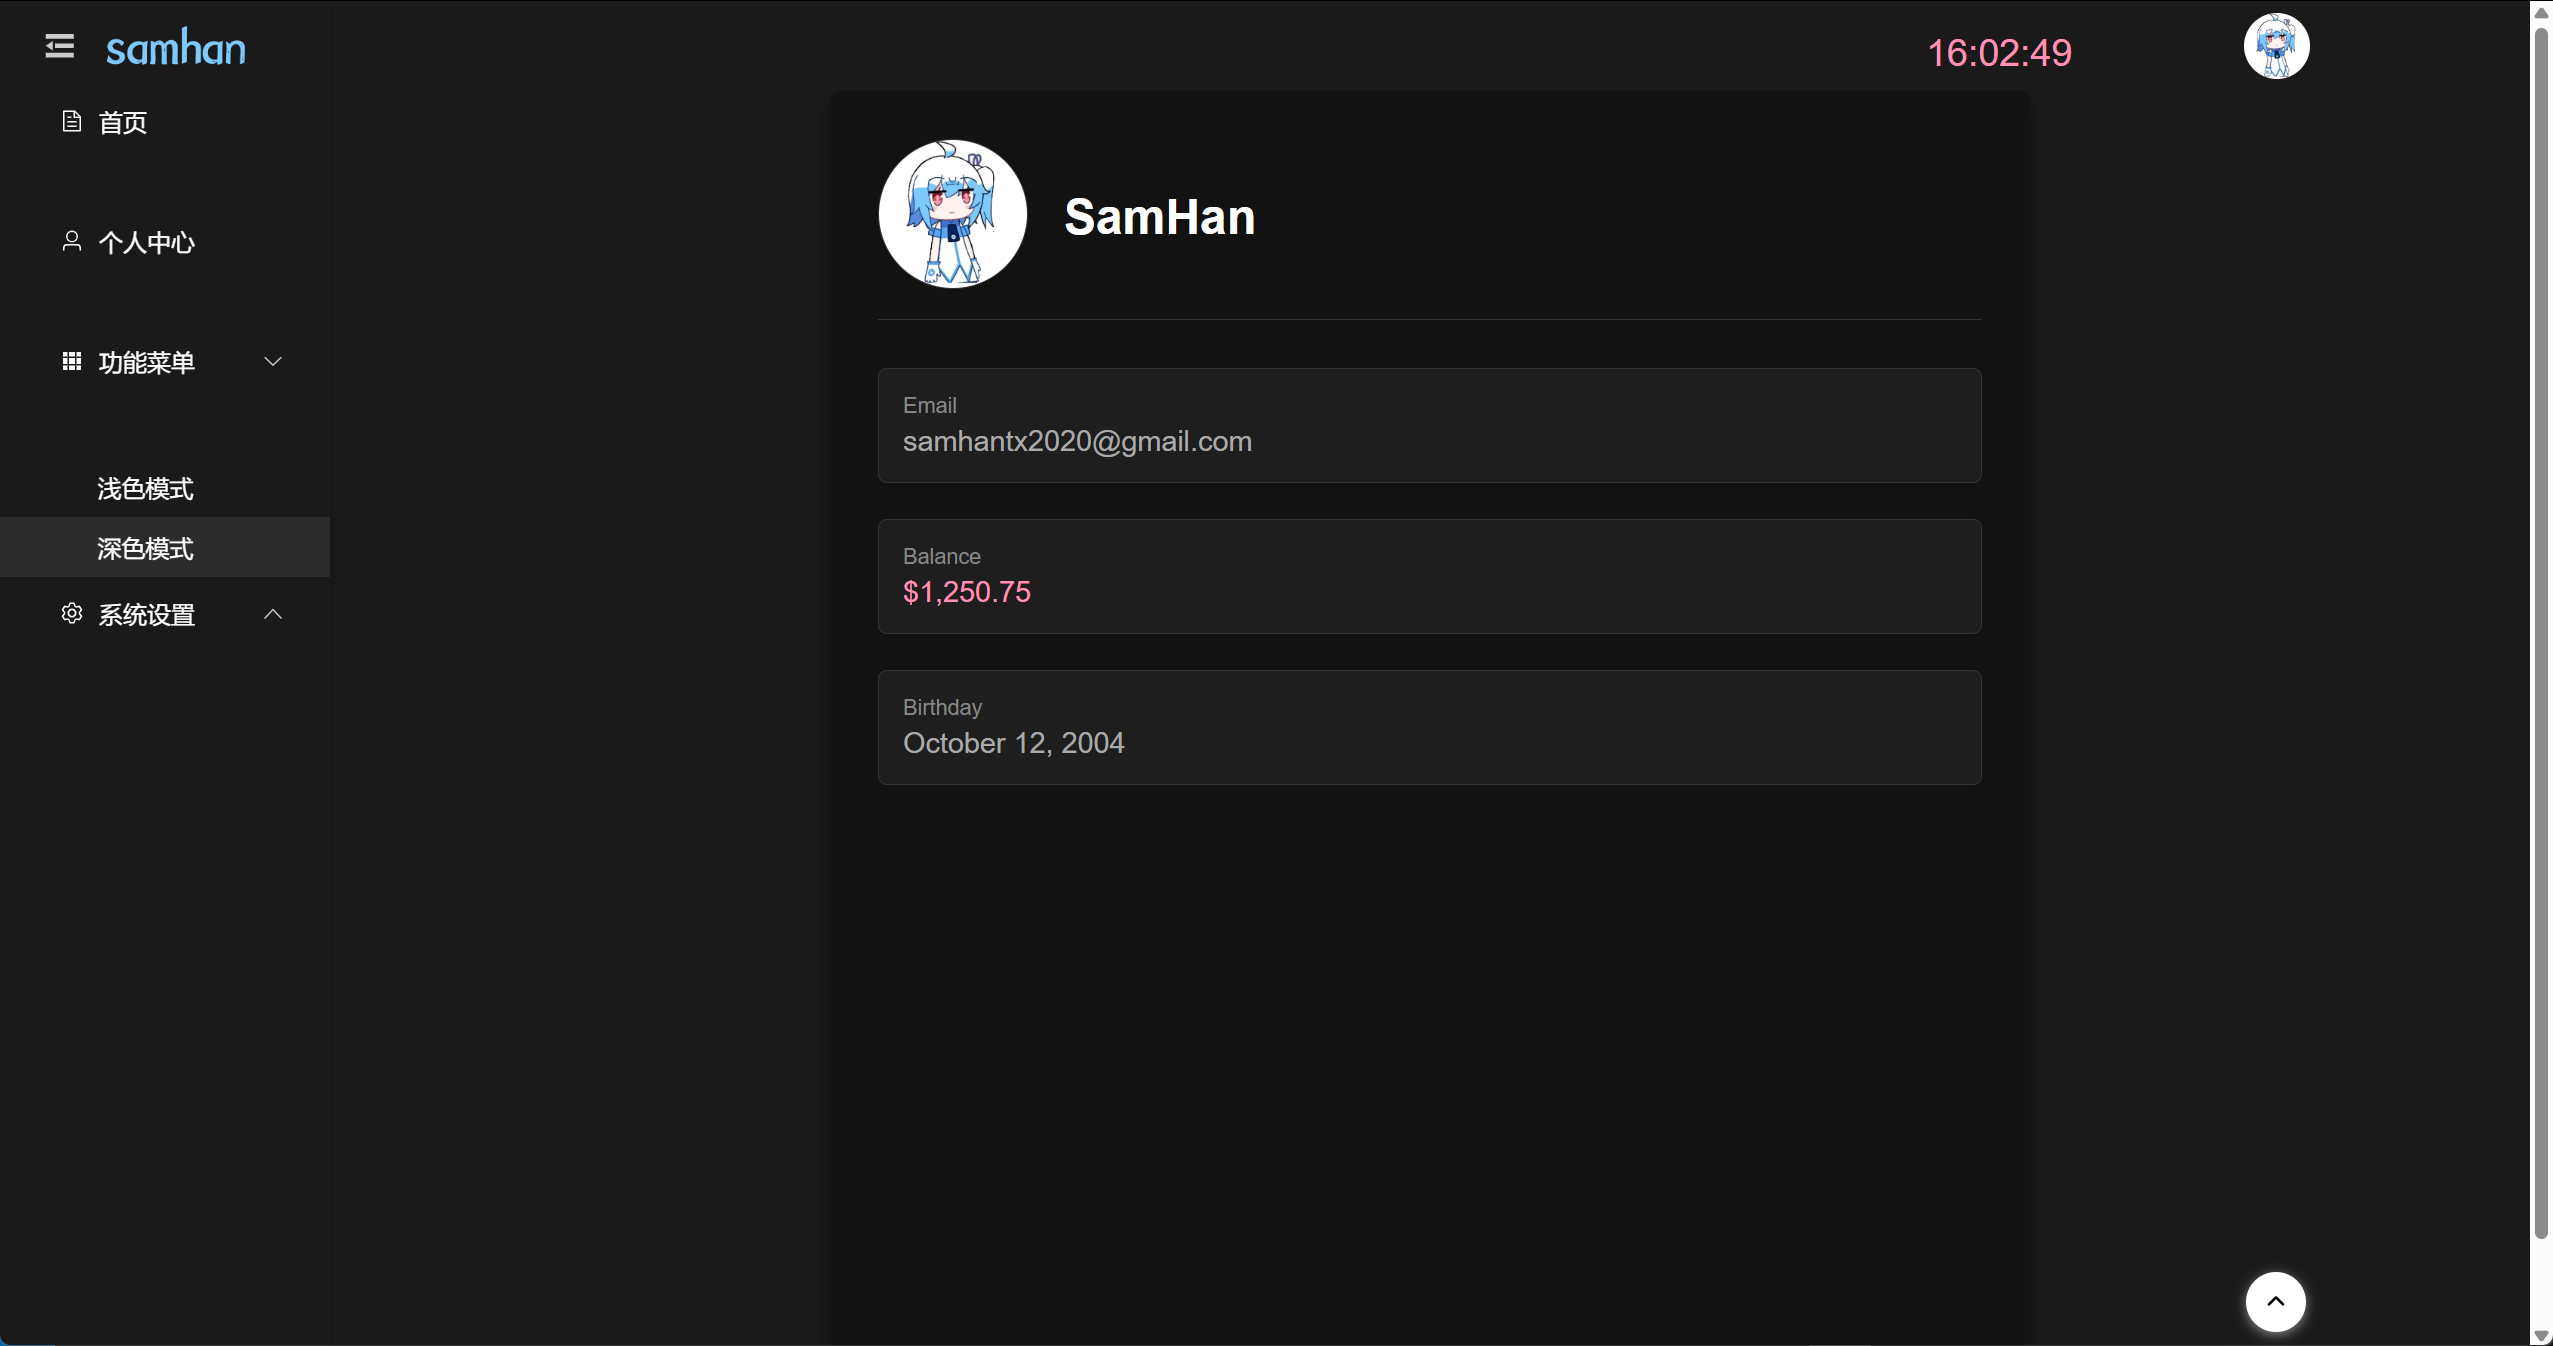 samhan
16:02:49
首页
个人中心
功能菜单
浅色模式
深色模式
系统设置
SamHan
Email
samhantx2020@gmail.com
Balance
$1,250.75
Birthday
October 12, 2004